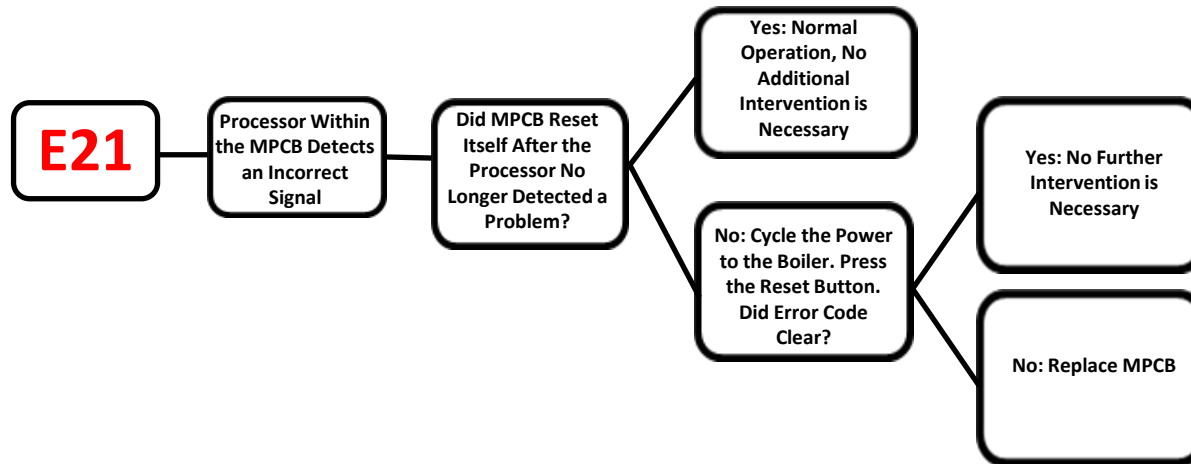 E21
Processor Within
the MPCB Detects
an Incorrect
Signal
Did MPCB Reset
Itself After the
Processor No
Longer Detected a
Problem?
Yes: Normal
Operation, No
Additional
Intervention is
Necessary
No: Cycle the Power
to the Boiler. Press
the Reset Button.
Did Error Code
Clear?
Yes: No Further
Intervention is
Necessary
No: Replace MPCB